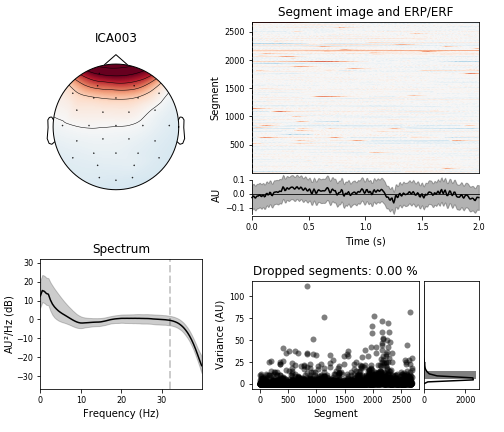 ICA003
Segment image and ERP/ERF
2500
2000
1500
1000
500
Segment
0.1
0.0
−0.1
AU
0.0 0.5 1.0 1.5 2.0
Time (s)
Spectrum
30
20
10
0
−10
−20
−30
AU²/Hz (dB)
0 10 20 30
Frequency (Hz)
Dropped segments: 0.00 %
100
75
50
25
0
Variance (AU)
0 500 1000 1500 2000 2500
Segment
0 2000